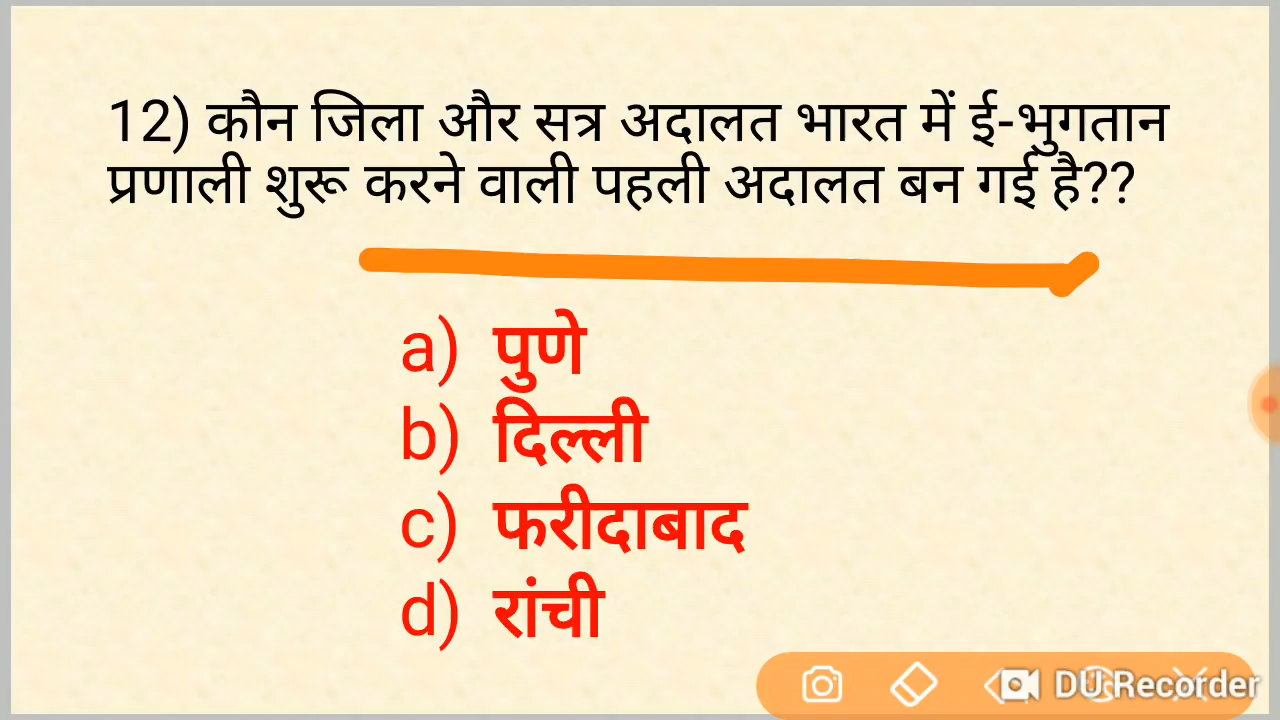 12) कौन जिला और सत्र अदालत भारत में ई-भुगतान
प्रणाली शुरू करने वाली पहली अदालत बन गई है??
a) पुणे
b) दिल्ली
c) फरीदाबाद
d) रांची
DU Recorder